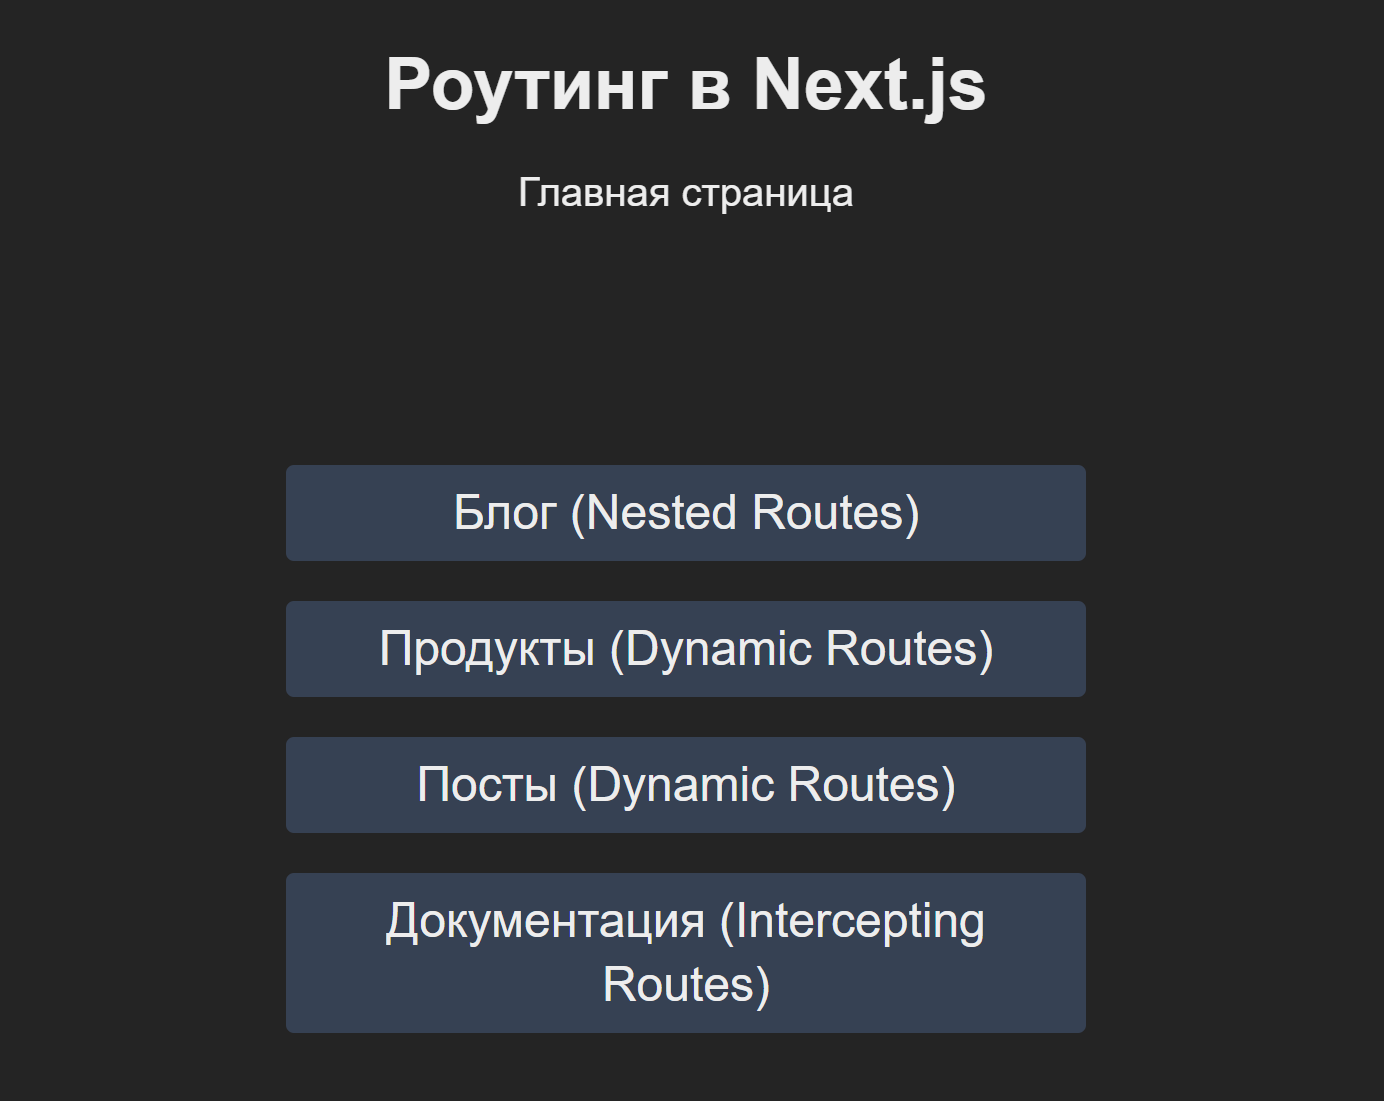 Роутинг в Next.js
Главная страница
Блог (Nested Routes)
Продукты (Dynamic Routes)
Посты (Dynamic Routes)
Документация (Intercepting
Routes)